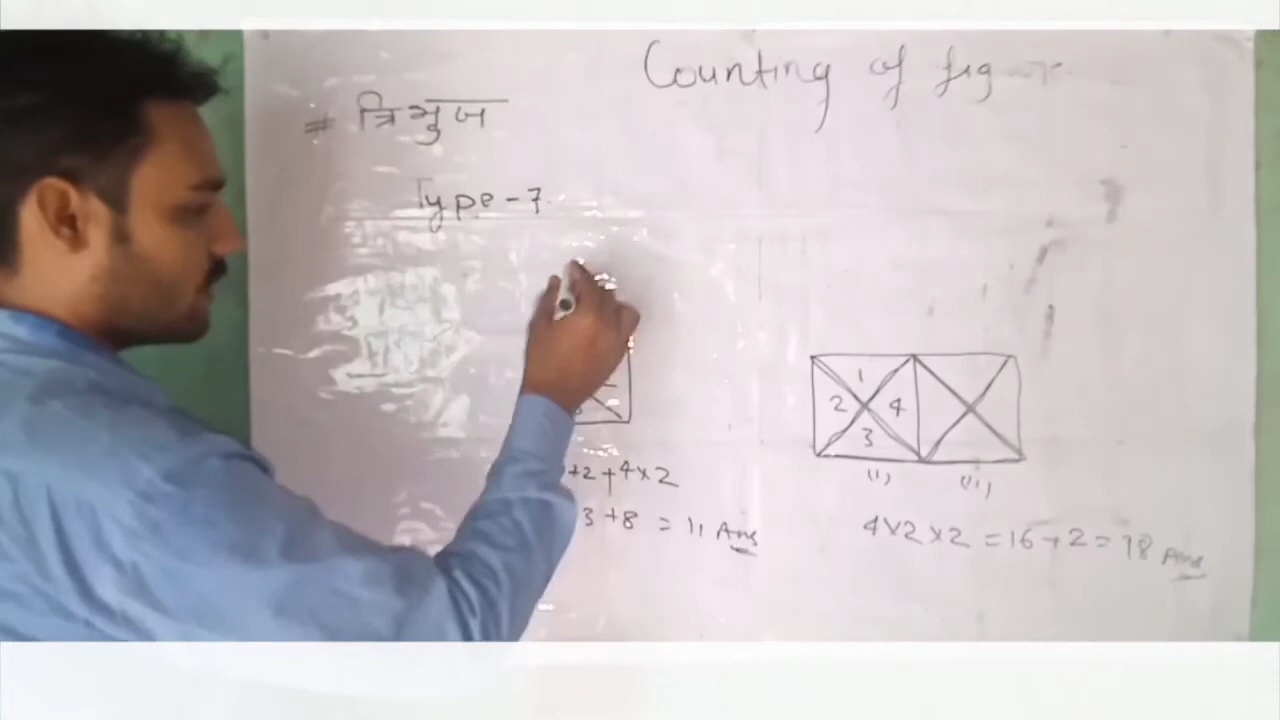 Counting of fig
# त्रिभुज
Type-7
1
2 4
3
(i) (ii)
+2+4×2
3+8 = 11 Ans
4×2×2 = 16+2 = 18 Ans